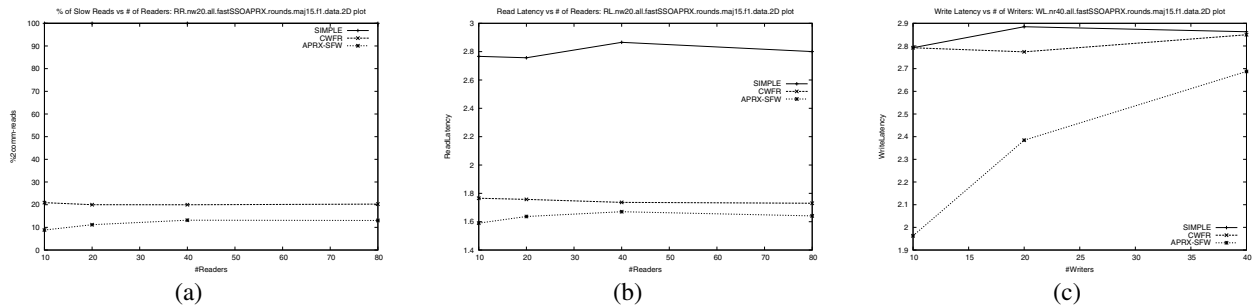 % of Slow Reads vs # of Readers: RR.nw20.all.fastSSOAPRX.rounds.maj15.f1.data.2D plot
SIMPLE
CWFR
APRX-SFW
100
90
80
70
60
50
40
30
20
10
0
%2comm-reads
10 20 30 40 50 60 70 80
#Readers
(a)
Read Latency vs # of Readers: RL.nw20.all.fastSSOAPRX.rounds.maj15.f1.data.2D plot
SIMPLE
CWFR
APRX-SFW
3
2.8
2.6
2.4
2.2
2
1.8
1.6
1.4
ReadLatency
10 20 30 40 50 60 70 80
#Readers
(b)
Write Latency vs # of Writers: WL.nr40.all.fastSSOAPRX.rounds.maj15.f1.data.2D plot
2.9
2.8
2.7
2.6
2.5
2.4
2.3
2.2
2.1
2
1.9
WriteLatency
SIMPLE
CWFR
APRX-SFW
10 15 20 25 30 35 40
#Writers
(c)